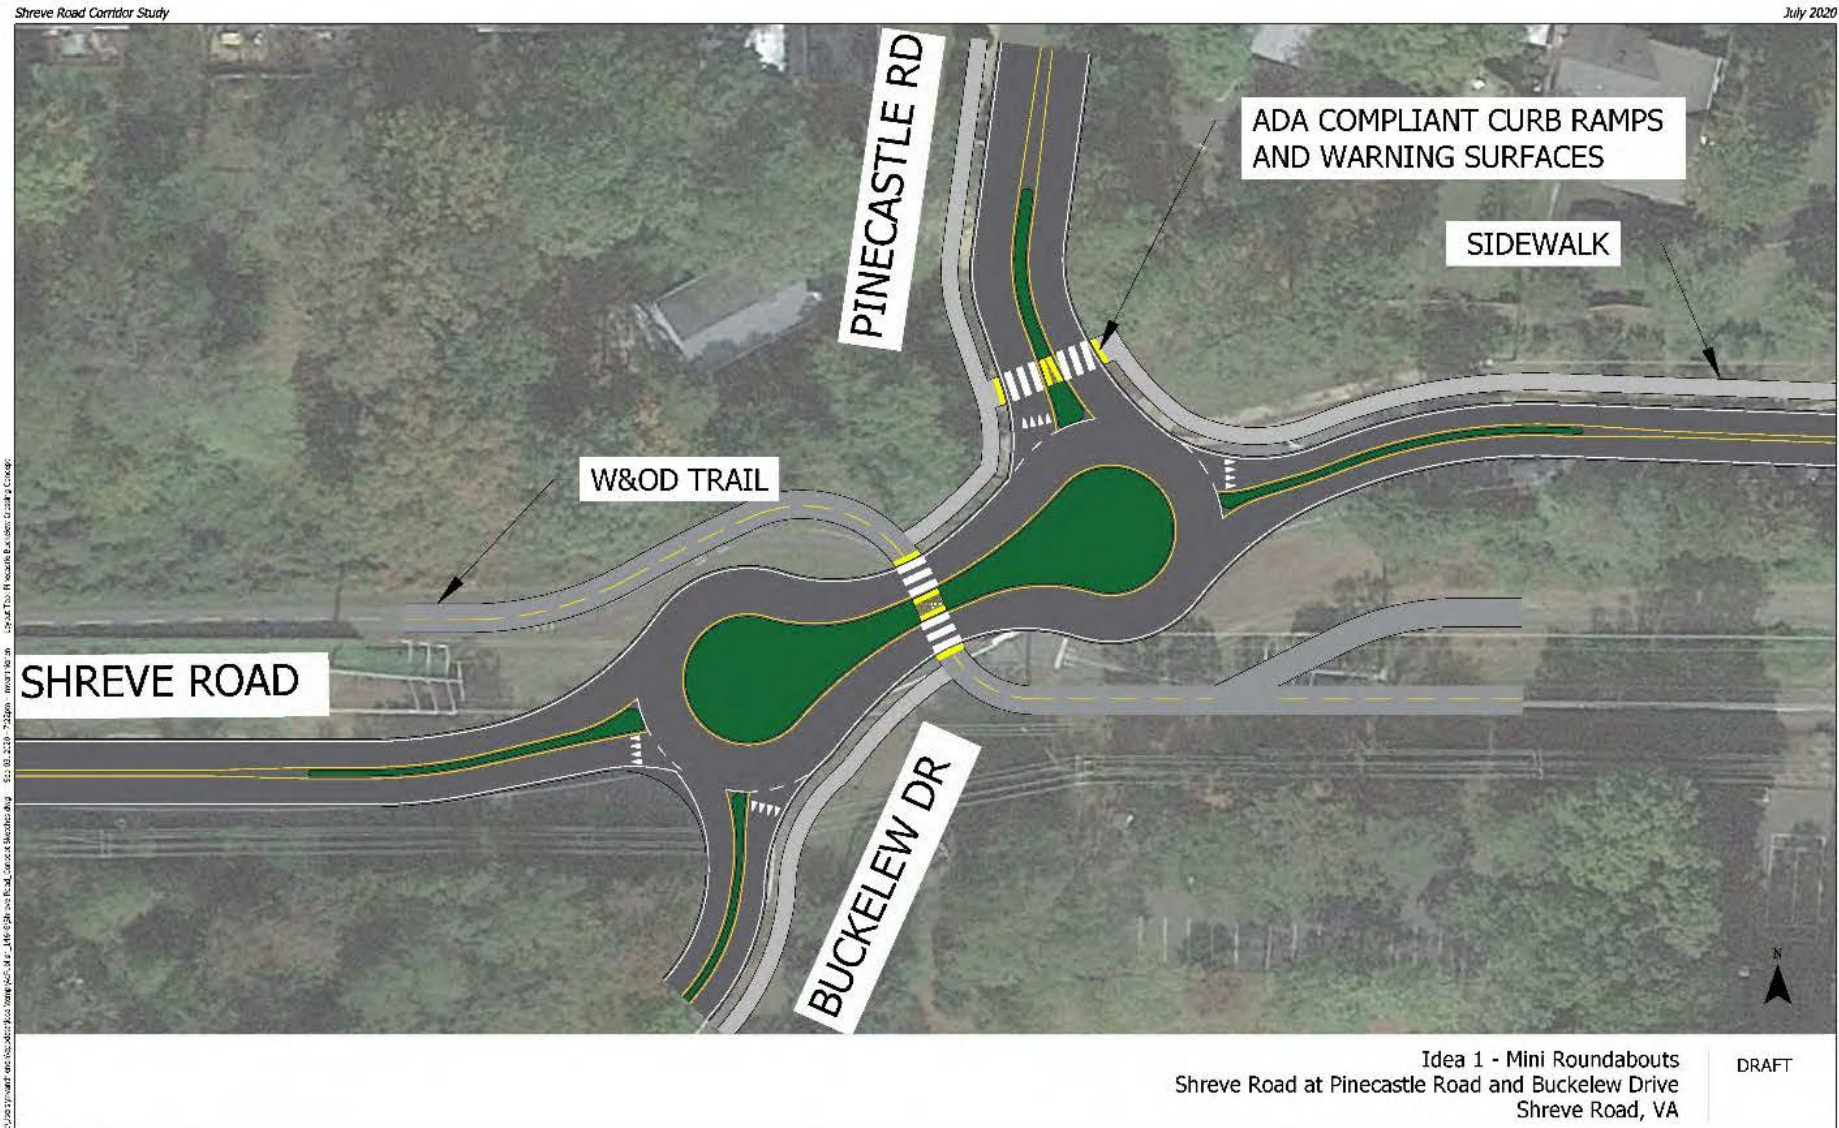 Shreve Road Corridor Study
July 2020
PINECASTLE RD
ADA COMPLIANT CURB RAMPS
AND WARNING SURFACES
SIDEWALK
W&OD TRAIL
SHREVE ROAD
BUCKELEW DR
N
Idea 1 - Mini Roundabouts
Shreve Road at Pinecastle Road and Buckelew Drive
Shreve Road, VA
DRAFT